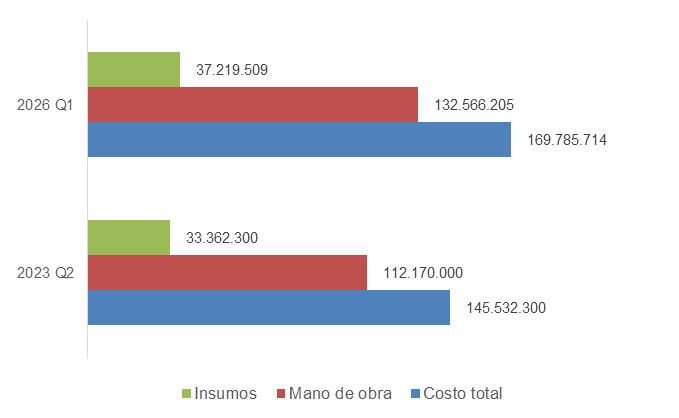 37.219.509
2026 Q1
132.566.205
169.785.714
33.362.300
2023 Q2
112.170.000
145.532.300
Insumos Mano de obra Costo total